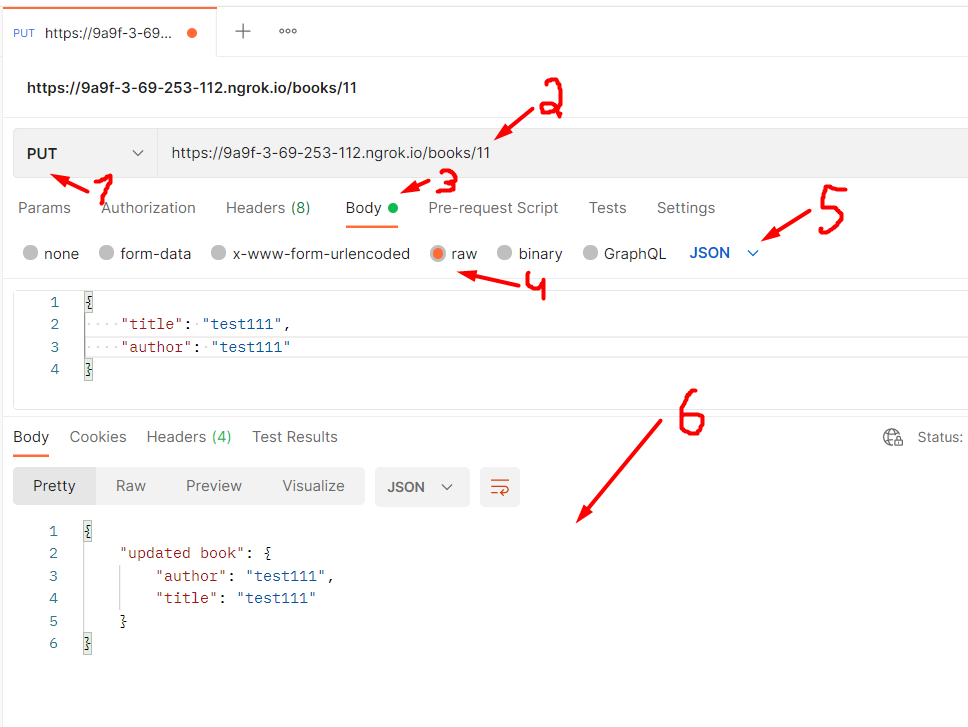 PUT https://9a9f-3-69...
https://9a9f-3-69-253-112.ngrok.io/books/11
2
PUT https://9a9f-3-69-253-112.ngrok.io/books/11
1 3 5
Params Authorization Headers (8) Body Pre-request Script Tests Settings
none form-data x-www-form-urlencoded raw binary GraphQL JSON
4
1 {
2 "title": "test111",
3 "author": "test111"
4 }
6
Body Cookies Headers (4) Test Results Status:
Pretty Raw Preview Visualize JSON
1 {
2 "updated book": {
3 "author": "test111",
4 "title": "test111"
5 }
6 }